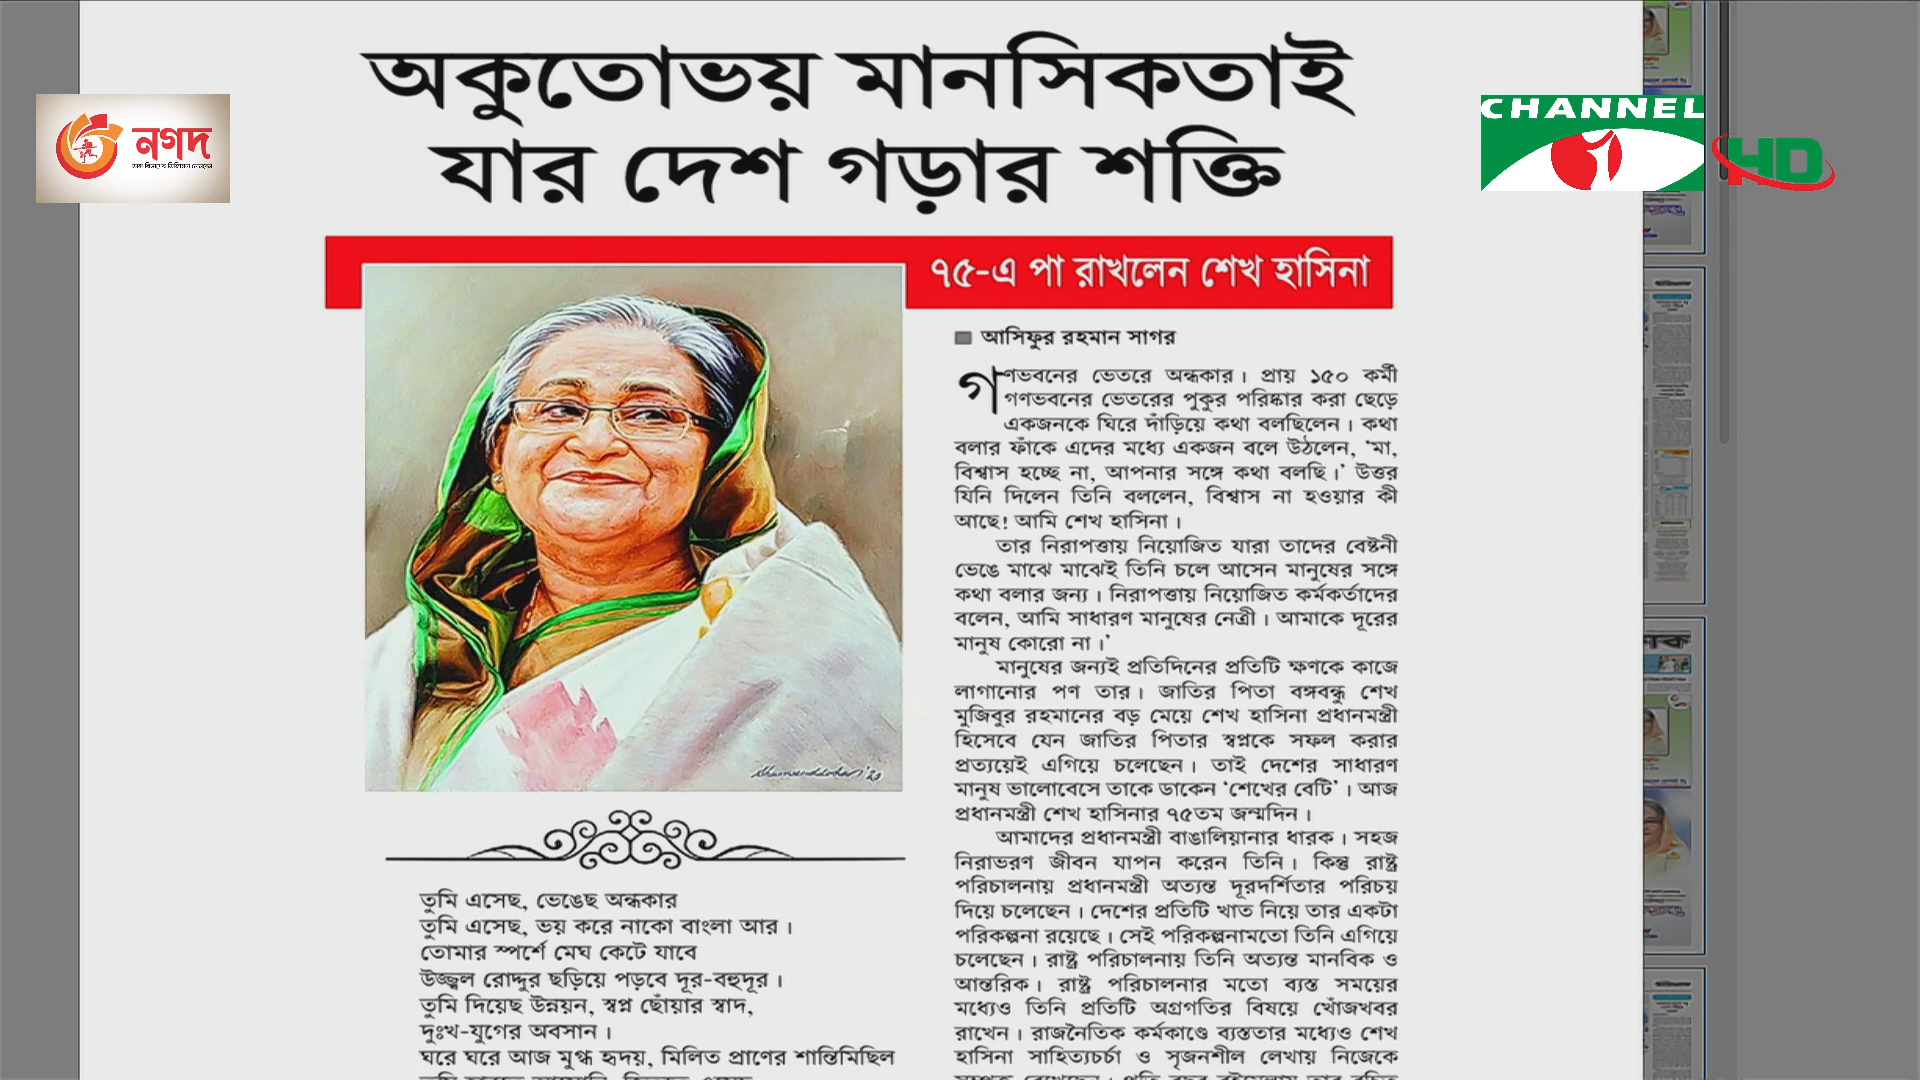 অকুতোভয় মানসিকতাই
যার দেশ গড়ার শক্তি
নগদ
CHANNEL
HD
৭৫-এ পা রাখলেন শেখ হাসিনা
আসিফুর রহমান সাগর
গণভবনের ভেতরে অন্ধকার। প্রায় ১৫০ কর্মী
গণভবনের ভেতরের পুকুর পরিষ্কার করা ছেড়ে
একজনকে ঘিরে দাঁড়িয়ে কথা বলছিলেন। কথা
বলার ফাঁকে এদের মধ্যে একজন বলে উঠলেন, ‘মা,
বিশ্বাস হচ্ছে না, আপনার সঙ্গে কথা বলছি।’ উত্তর
যিনি দিলেন তিনি বললেন, বিশ্বাস না হওয়ার কী
আছে! আমি শেখ হাসিনা।
তার নিরাপত্তায় নিয়োজিত যারা তাদের বেষ্টনী
ভেঙে মাঝে মাঝেই তিনি চলে আসেন মানুষের সঙ্গে
কথা বলার জন্য। নিরাপত্তায় নিয়োজিত কর্মকর্তাদের
বলেন, আমি সাধারণ মানুষের নেত্রী। আমাকে দূরের
মানুষ কোরো না।’
মানুষের জন্যই প্রতিদিনের প্রতিটি ক্ষণকে কাজে
লাগানোর পণ তার। জাতির পিতা বঙ্গবন্ধু শেখ
মুজিবুর রহমানের বড় মেয়ে শেখ হাসিনা প্রধানমন্ত্রী
হিসেবে যেন জাতির পিতার স্বপ্নকে সফল করার
প্রত্যয়েই এগিয়ে চলেছেন। তাই দেশের সাধারণ
মানুষ ভালোবেসে তাকে ডাকেন ‘শেখের বেটি’। আজ
প্রধানমন্ত্রী শেখ হাসিনার ৭৫তম জন্মদিন।
আমাদের প্রধানমন্ত্রী বাঙালিয়ানার ধারক। সহজ
নিরাভরণ জীবন যাপন করেন তিনি। কিন্তু রাষ্ট্র
পরিচালনায় প্রধানমন্ত্রী অত্যন্ত দূরদর্শিতার পরিচয়
দিয়ে চলেছেন। দেশের প্রতিটি খাত নিয়ে তার একটা
পরিকল্পনা রয়েছে। সেই পরিকল্পনামতো তিনি এগিয়ে
চলেছেন। রাষ্ট্র পরিচালনায় তিনি অত্যন্ত মানবিক ও
আন্তরিক। রাষ্ট্র পরিচালনার মতো ব্যস্ত সময়ের
মধ্যেও তিনি প্রতিটি অগ্রগতির বিষয়ে খোঁজখবর
রাখেন। রাজনৈতিক কর্মকাণ্ডে ব্যস্ততার মধ্যেও শেখ
হাসিনা সাহিত্যচর্চা ও সৃজনশীল লেখায় নিজেকে
তুমি এসেছ, ভেঙেছ অন্ধকার
তুমি এসেছ, ভয় করে নাকো বাংলা আর।
তোমার স্পর্শে মেঘ কেটে যাবে
উজ্জ্বল রোদ্দুর ছড়িয়ে পড়বে দূর-বহুদূর।
তুমি দিয়েছ উন্নয়ন, স্বপ্ন ছোঁয়ার স্বাদ,
দুঃখ-যুগের অবসান।
ঘরে ঘরে আজ মুগ্ধ হৃদয়, মিলিত প্রাণের শান্তিমিছিল